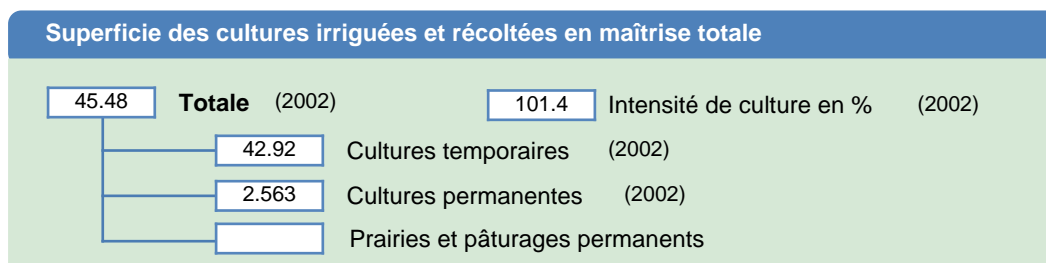 Superficie des cultures irriguées et récoltées en maîtrise totale
45.48 Totale (2002) 101.4 Intensité de culture en % (2002)
42.92 Cultures temporaires (2002)
2.563 Cultures permanentes (2002)
Prairies et pâturages permanents